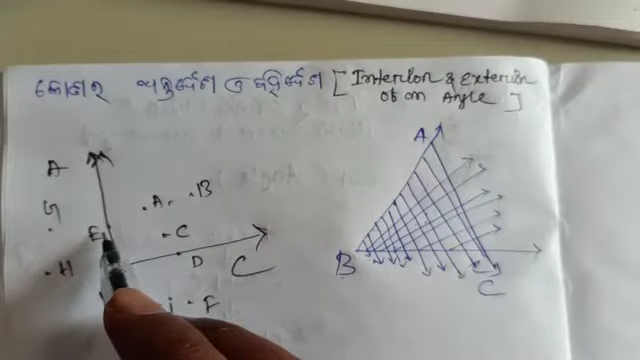 କୋଣର ଅନ୍ତର୍ଦେଶ ଓ ବହିର୍ଦେଶ [ Interior & Exterior
of an Angle ]
A
A
.A. .B
G
E
.C
B
.H
D
C
C
F